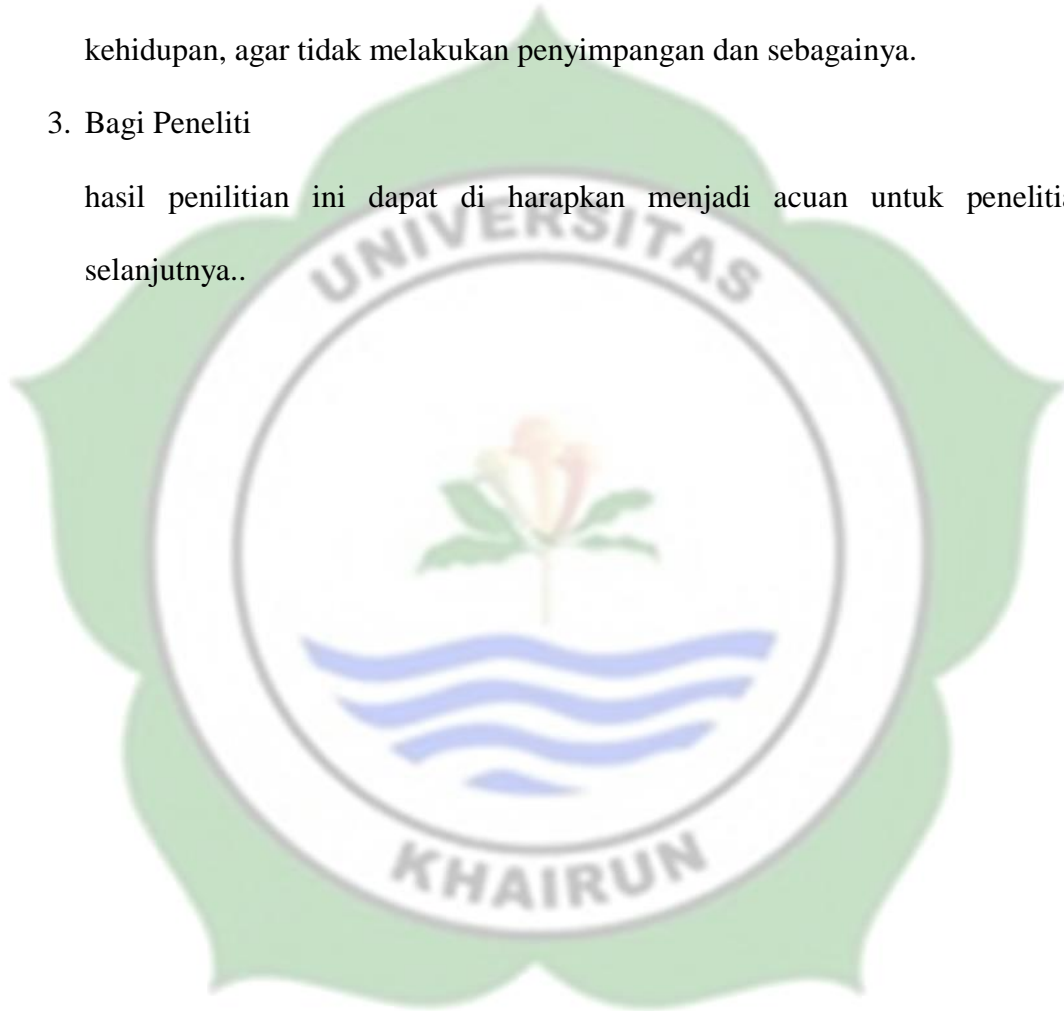 kehidupan, agar tidak melakukan penyimpangan dan sebagainya.
3. Bagi Peneliti
hasil penilitian ini dapat di harapkan menjadi acuan untuk
selanjutnya..
UNIVERSITAS
KHAIRUN